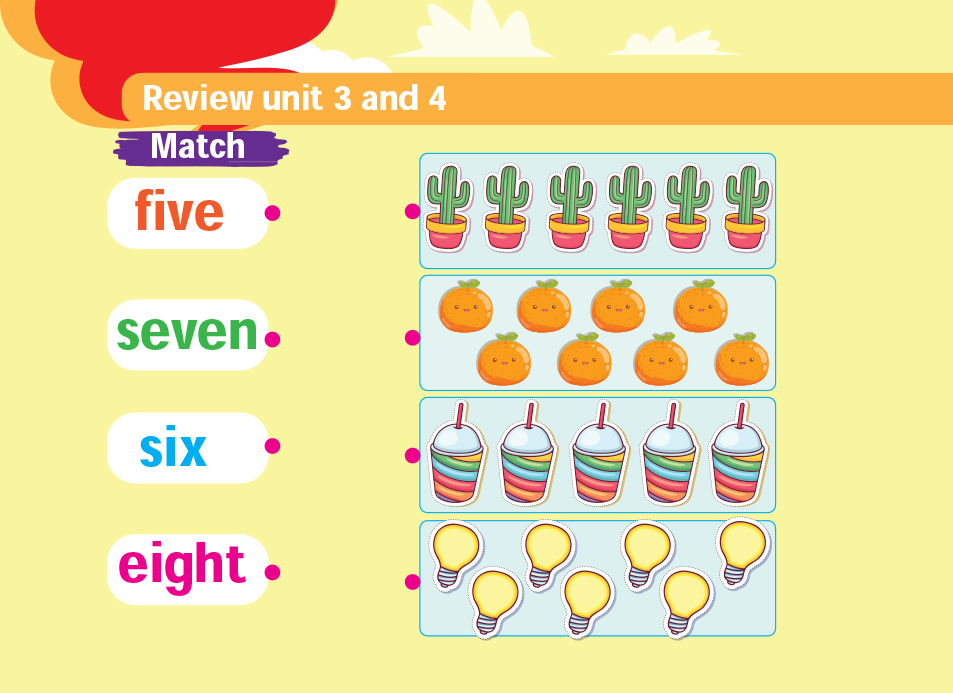 Review unit 3 and 4
Match
five
seven
six
eight